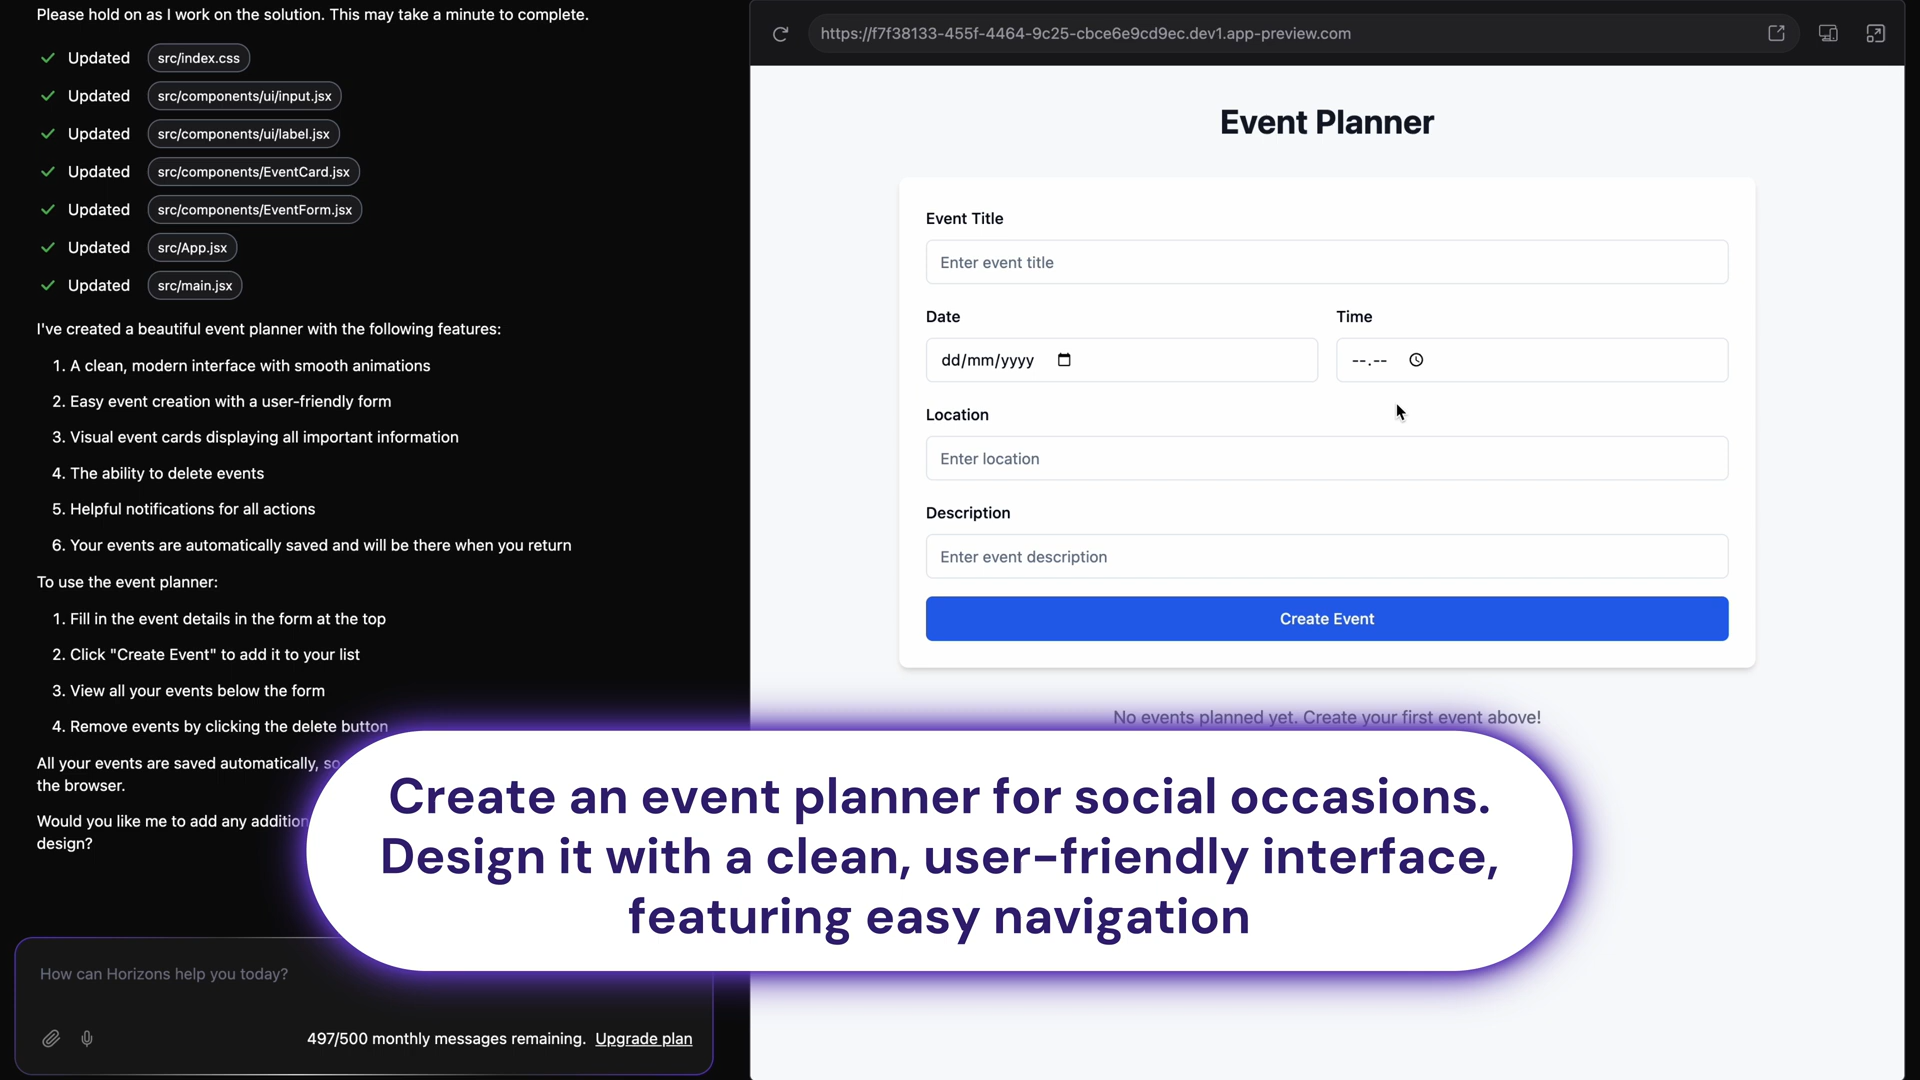 Please hold on as I work on the solution. This may take a minute to complete.
Updated src/index.css
Updated src/components/ui/input.jsx
Updated src/components/ui/label.jsx
Updated src/components/EventCard.jsx
Updated src/components/EventForm.jsx
Updated src/App.jsx
Updated src/main.jsx
I've created a beautiful event planner with the following features:
1. A clean, modern interface with smooth animations
2. Easy event creation with a user-friendly form
3. Visual event cards displaying all important information
4. The ability to delete events
5. Helpful notifications for all actions
6. Your events are automatically saved and will be there when you return
To use the event planner:
1. Fill in the event details in the form at the top
2. Click "Create Event" to add it to your list
3. View all your events below the form
4. Remove events by clicking the delete button
All your events are saved automatically, so
the browser.
Would you like me to add any addition
design?
How can Horizons help you today?
497/500 monthly messages remaining. Upgrade plan
https://f7f38133-455f-4464-9c25-cbce6e9cd9ec.dev1.app-preview.com
Event Planner
Event Title
Enter event title
Date
Time
dd/mm/yyyy
--.--
Location
Enter location
Description
Enter event description
Create Event
No events planned yet. Create your first event above!
Create an event planner for social occasions.
Design it with a clean, user-friendly interface,
featuring easy navigation